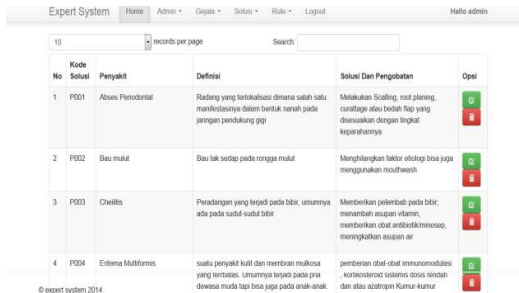 Expert System Home Admin Gejala Solusi Rule Logout Hallo admin
10 records per page Search:
No Kode Solusi Penyakit Definisi Solusi Dan Pengobatan Opsi
1 P001 Abses Periodontal Radang yang terlokalisasi dimana salah satu Melakukan Scalling, root planing,
manifestasinya dalam bentuk nanah pada curattage atau bedah flap yang
jaringan pendukung gigi disesuaikan dengan tingkat
keparahannya
2 P002 Bau mulut Bau tak sedap pada rongga mulut Menghilangkan faktor etiologi bisa juga
menggunakan mouthwash
3 P003 Cheilitis Peradangan yang terjadi pada bibir, umumnya Memberikan pelembab pada bibir,
ada pada sudut-sudut bibir menambah asupan vitamin,
memberikan obat antibiotik/minosep,
meningkatkan asupan air
4 P004 Eritema Multiformis suatu penyakit kulit dan membran mulkosa pemberian obat-obat immunomodulasi
yang terbatas. Umumnya terjadi pada pria , kortikosteroid sistemis dosis rendah
dewasa muda tapi bisa juga pada anak-anak. dan atau azatropin Kumur-kumur
© expert system 2014